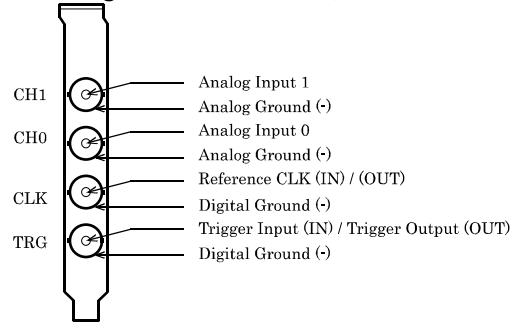 CH1
Analog Input 1
Analog Ground (-)
CH0
Analog Input 0
Analog Ground (-)
CLK
Reference CLK (IN) / (OUT)
Digital Ground (-)
TRG
Trigger Input (IN) / Trigger Output (OUT)
Digital Ground (-)